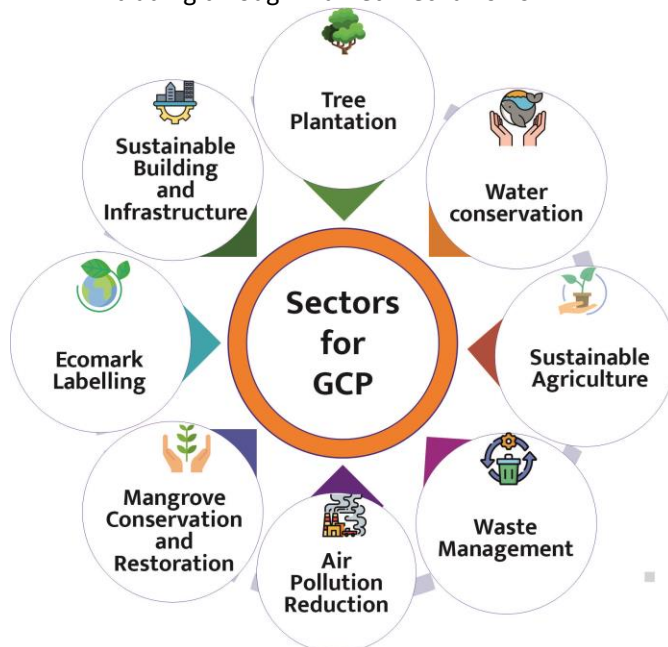 Tree
Plantation
Water
conservation
Sustainable
Agriculture
Waste
Management
Air
Pollution
Reduction
Mangrove
Conservation
and
Restoration
Ecomark
Labelling
Sustainable
Building
and
Infrastructure
Sectors
for
GCP